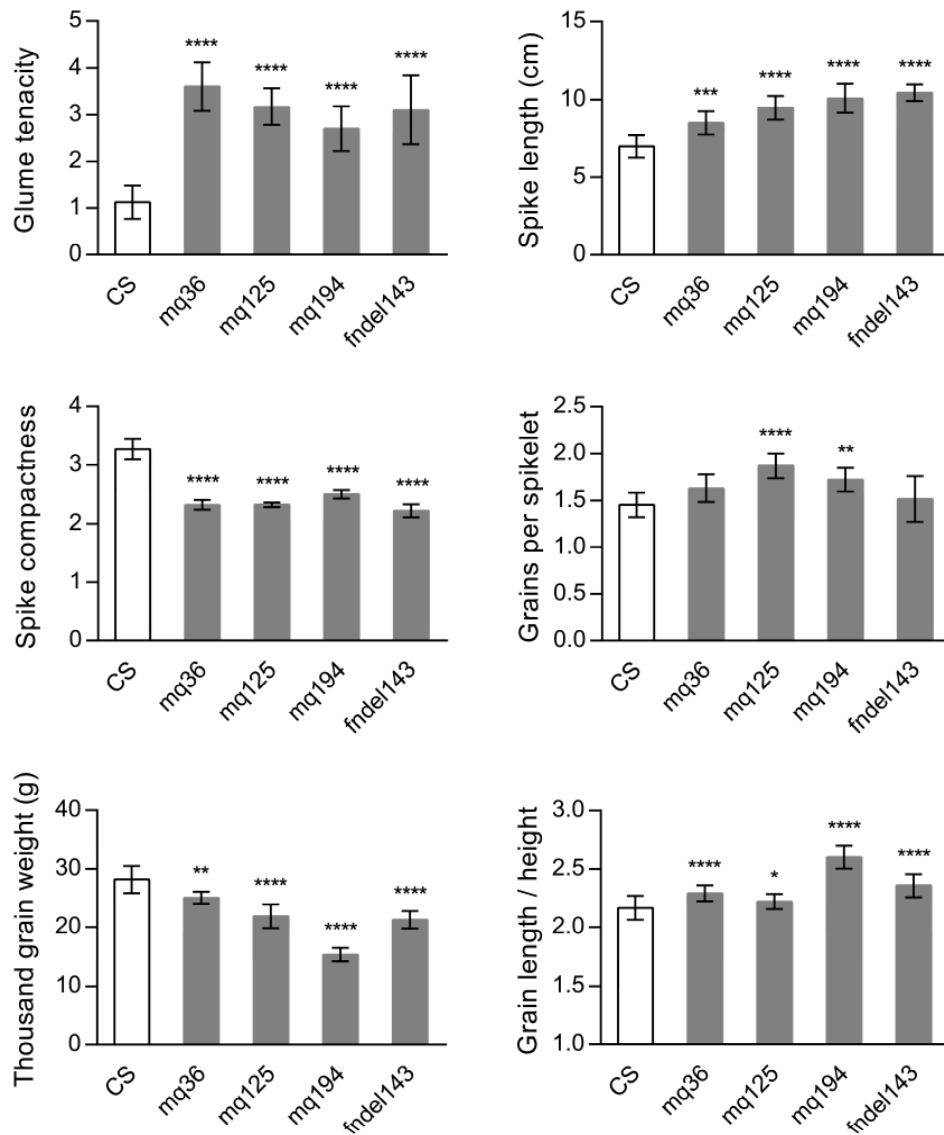 Glume tenacity
5
4
3
2
1
0
****
****
****
****
CS
mq36
mq125
mq194
fndel143
Spike length (cm)
15
10
5
0
***
****
****
****
CS
mq36
mq125
mq194
fndel143
Spike compactness
4
3
2
1
0
****
****
****
****
CS
mq36
mq125
mq194
fndel143
Grains per spikelet
2.5
2.0
1.5
1.0
0.5
0.0
****
**
CS
mq36
mq125
mq194
fndel143
Thousand grain weight (g)
40
30
20
10
0
**
****
****
****
CS
mq36
mq125
mq194
fndel143
Grain length / height
3.0
2.5
2.0
1.5
1.0
****
*
****
****
CS
mq36
mq125
mq194
fndel143